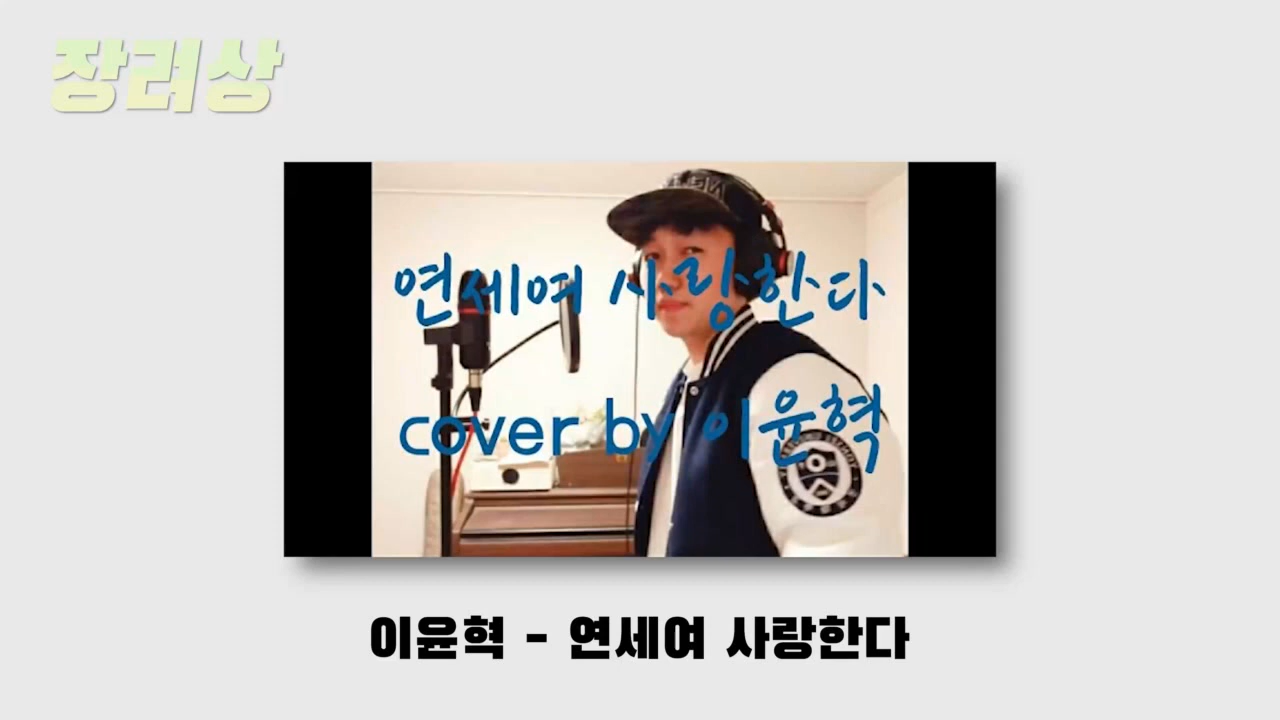 장려상
연세여 사랑한다
cover by 이윤혁
이윤혁 - 연세여 사랑한다